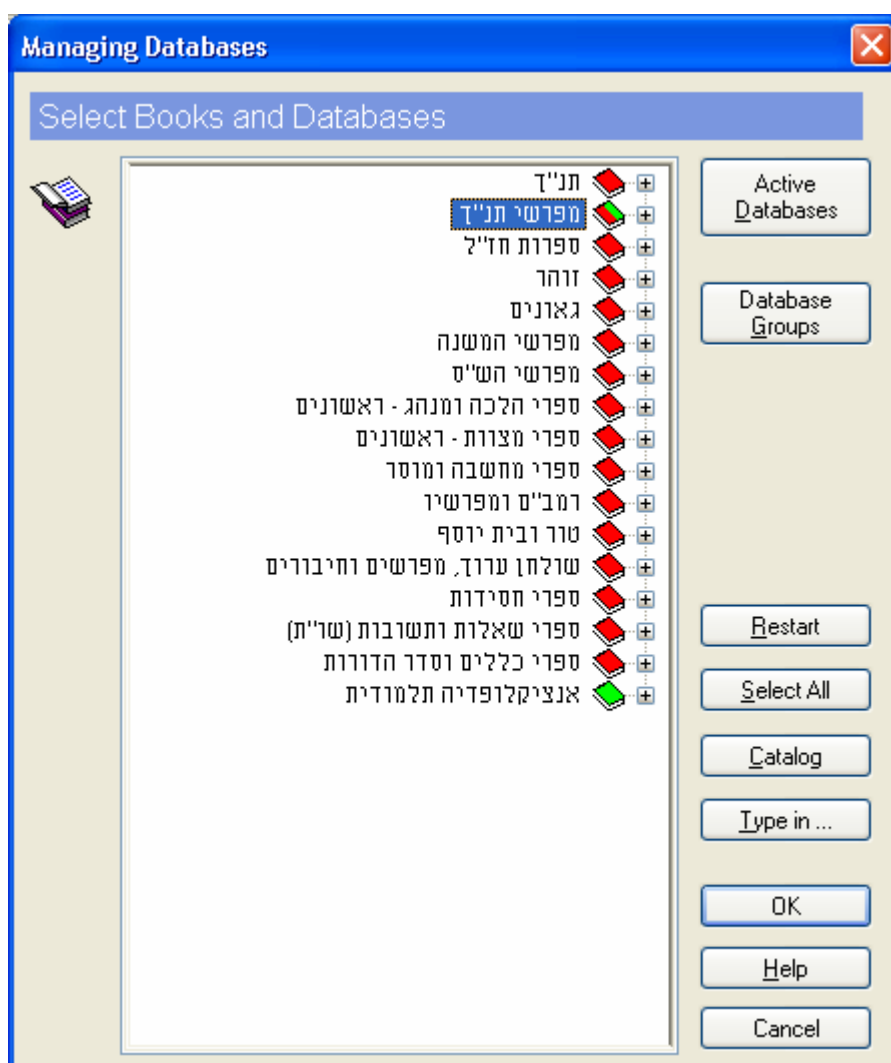 Managing Databases
Select Books and Databases
תנ"ך
מפרשי תנ"ך
ספרות חז"ל
זוהר
גאונים
מפרשי המשנה
מפרשי הש"ס
ספרי הלכה ומנהג - ראשונים
ספרי מצוות - ראשונים
ספרי מחשבה ומוסר
רמב"ם ומפרשיו
טור ובית יוסף
שולחן ערוך, מפרשים וחיבורים
ספרי חסידות
ספרי שאלות ותשובות (שו"ת)
ספרי כללים וסדר הדורות
אנציקלופדיה תלמודית
Active
Databases
Database
Groups
Restart
Select All
Catalog
Type in ...
OK
Help
Cancel